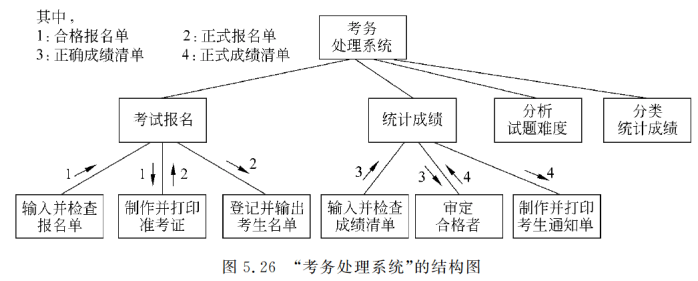 其中，
1：合格报名单 2：正式报名单
3：正确成绩清单 4：正式成绩清单
考务
处理系统
考试报名
统计成绩
分析
试题难度
分类
统计成绩
1
1
2
2
3
3
4
4
输入并检查
报名单
制作并打印
准考证
登记并输出
考生名单
输入并检查
成绩清单
审定
合格者
制作并打印
考生通知单
图 5.26 “考务处理系统”的结构图